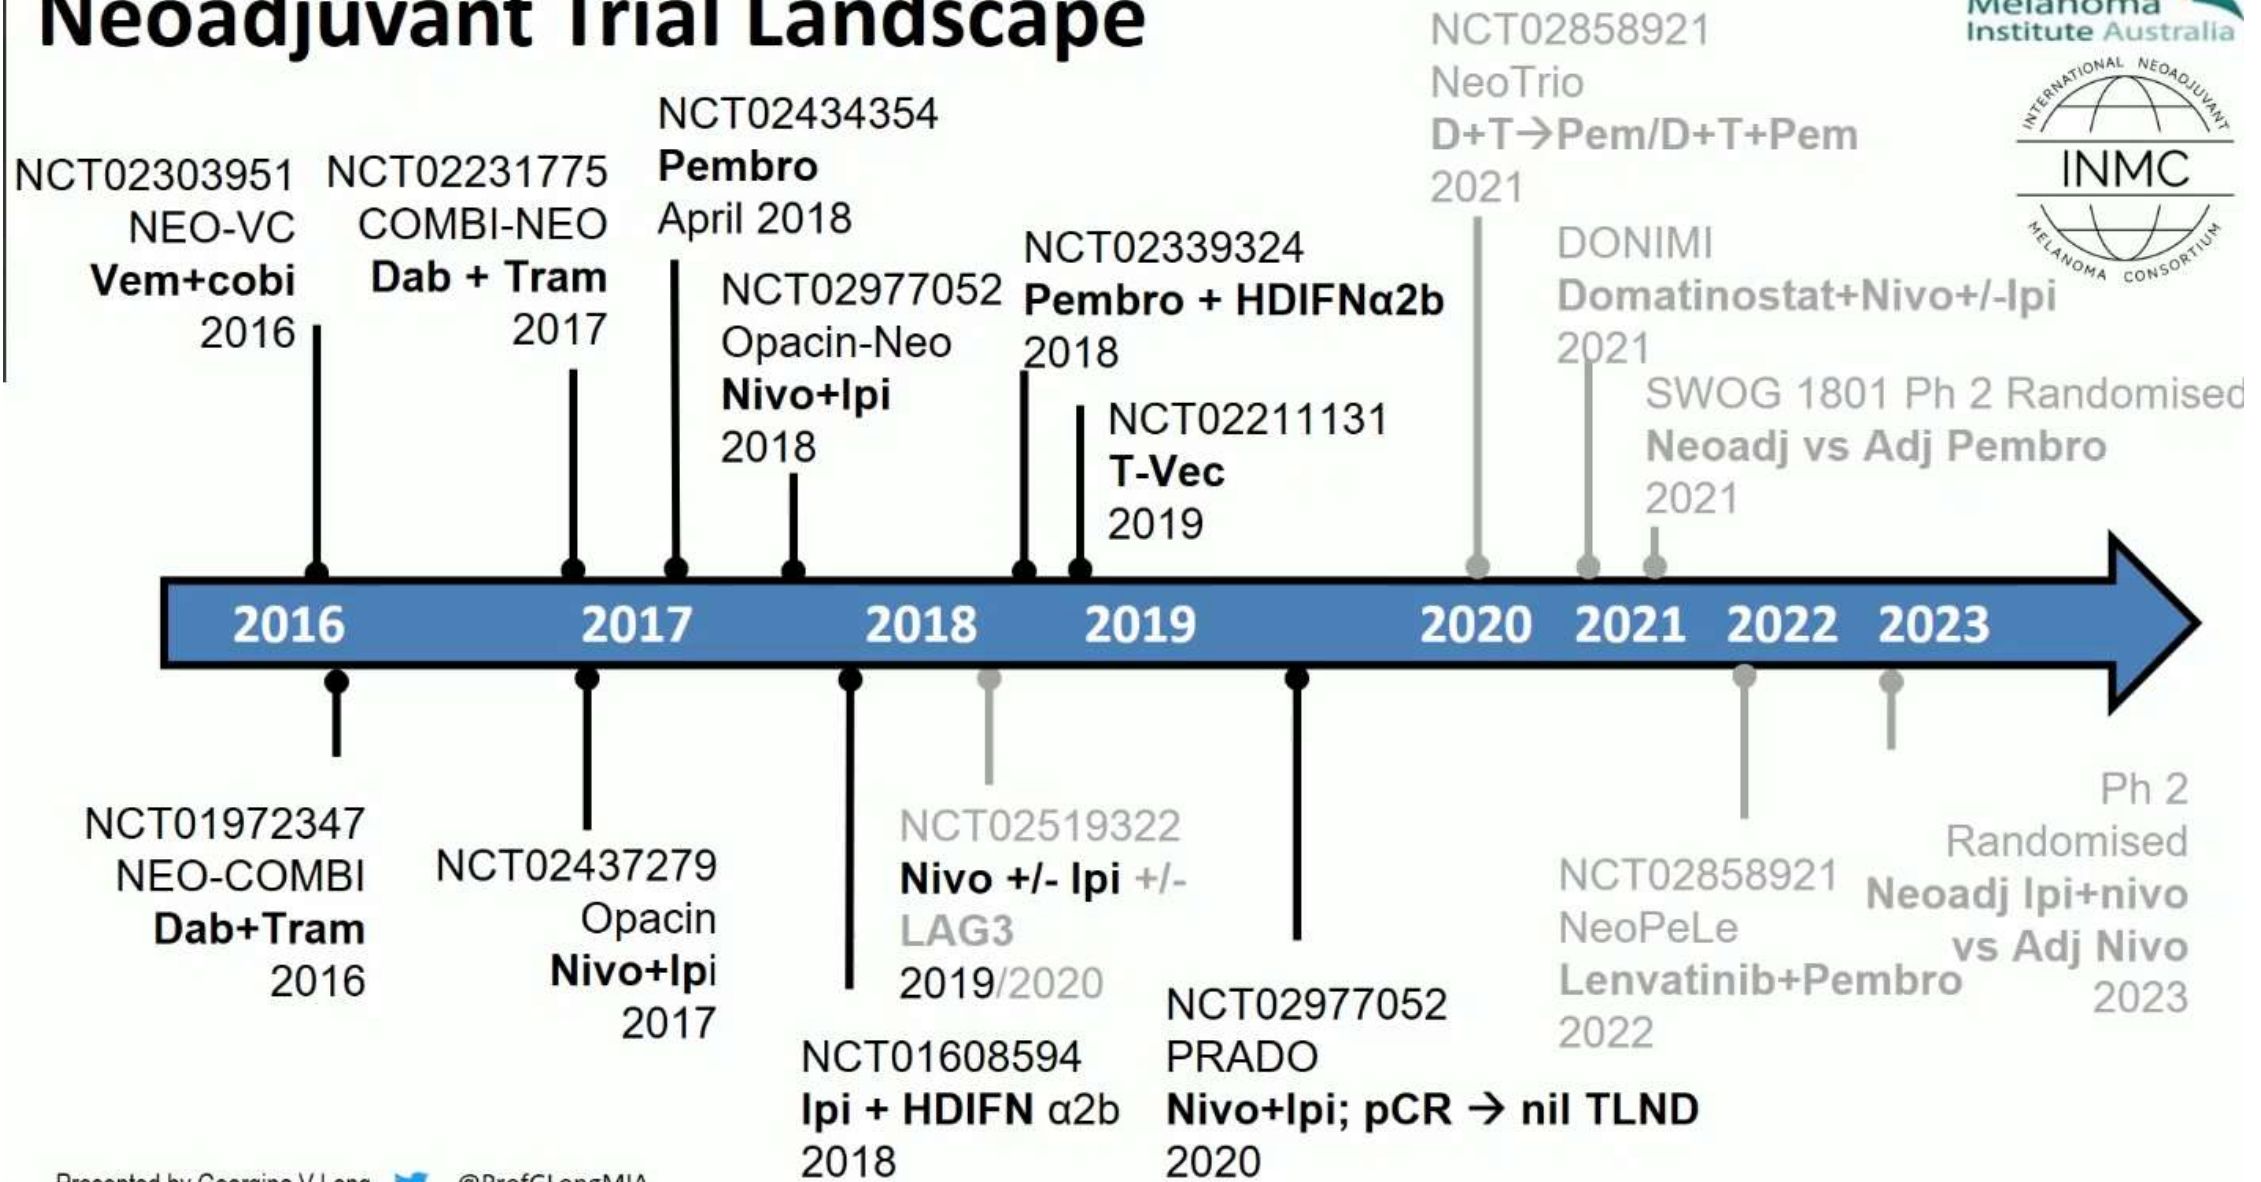 Neoadjuvant Trial Landscape
Melanoma
Institute Australia
INTERNATIONAL NEOADJUVANT
INMC
MELANOMA CONSORTIUM
NCT02303951
NEO-VC
Vem+cobi
2016
NCT02231775
COMBI-NEO
Dab + Tram
2017
NCT02434354
Pembro
April 2018
NCT02977052
Opacin-Neo
Nivo+Ipi
2018
NCT02339324
Pembro + HDIFNα2b
2018
NCT02211131
T-Vec
2019
NCT02858921
NeoTrio
D+T→Pem/D+T+Pem
2021
DONIMI
Domatinostat+Nivo+/-Ipi
2021
SWOG 1801 Ph 2 Randomised
Neoadj vs Adj Pembro
2021
2016 2017 2018 2019 2020 2021 2022 2023
NCT01972347
NEO-COMBI
Dab+Tram
2016
NCT02437279
Opacin
Nivo+Ipi
2017
NCT01608594
Ipi + HDIFN α2b
2018
NCT02519322
Nivo +/- Ipi +/-
LAG3
2019/2020
NCT02977052
PRADO
Nivo+Ipi; pCR → nil TLND
2020
NCT02858921
NeoPeLe
Lenvatinib+Pembro
2022
Ph 2
Randomised
Neoadj Ipi+nivo
vs Adj Nivo
2023
Presented by Georgina V Long @ProfGLongMIA